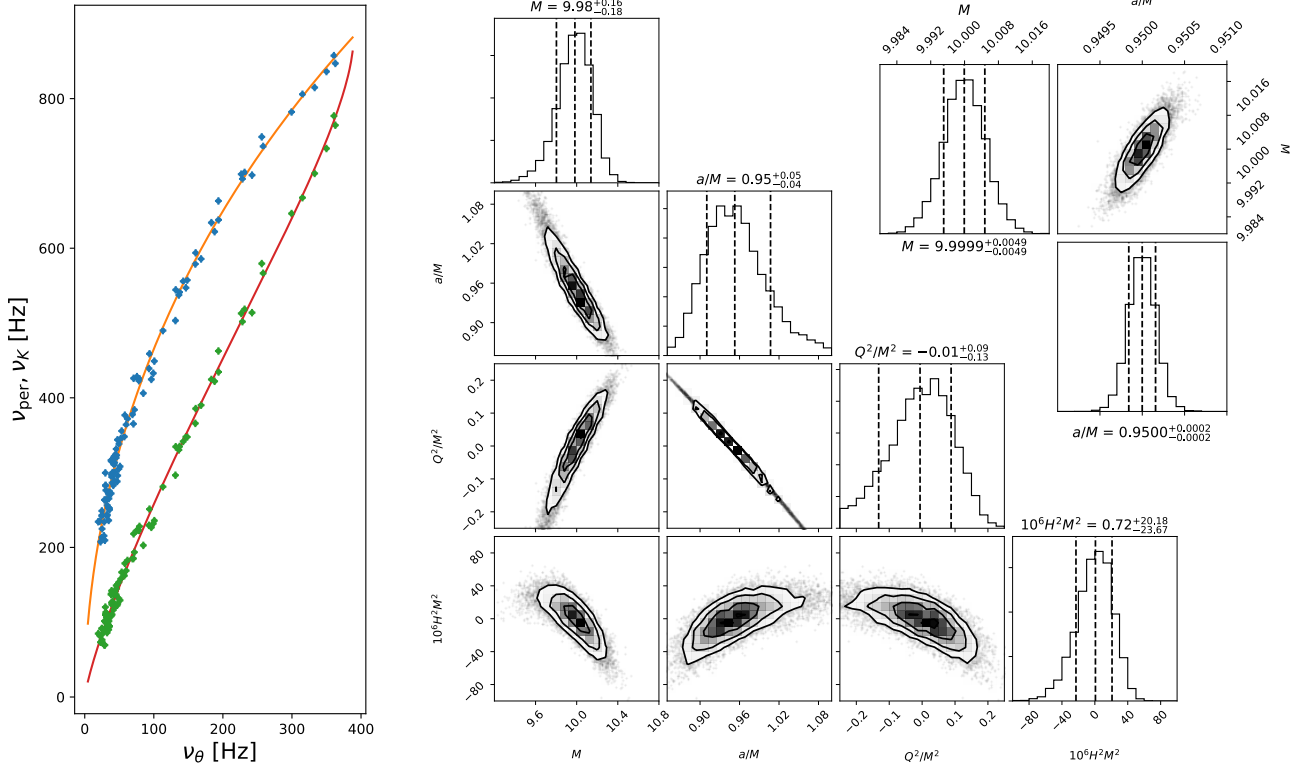 ν_per, ν_K [Hz]
800
600
400
200
0
0 100 200 300 400
ν_θ [Hz]
M = 9.98^{+0.16}_{-0.18}
a/M = 0.95^{+0.05}_{-0.04}
Q²/M² = −0.01^{+0.09}_{-0.13}
10⁶H²M² = 0.72^{+20.18}_{-23.67}
a/M
1.08
1.02
0.96
0.90
Q²/M²
0.2
0.1
0.0
−0.1
−0.2
10⁶H²M²
80
40
0
−40
−80
9.6 10.0 10.4 10.8
M
0.90 0.96 1.02 1.08
a/M
−0.2 −0.1 0.0 0.1 0.2
Q²/M²
−80 −40 0 40 80
10⁶H²M²
M
9.984 9.992 10.000 10.008 10.016
a/M
0.9495 0.9500 0.9505 0.9510
10.016
10.008
10.000
9.992
9.984
M
M = 9.9999^{+0.0049}_{-0.0049}
a/M = 0.9500^{+0.0002}_{-0.0002}